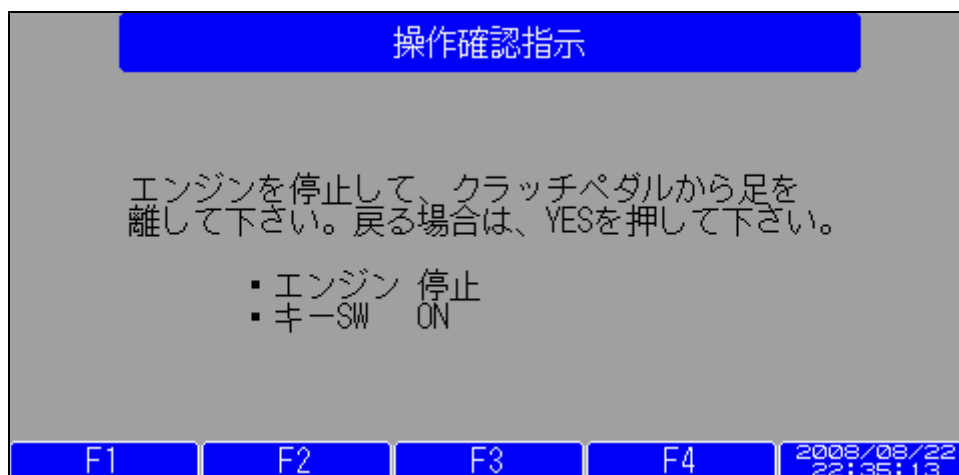 操作確認指示
エンジンを停止して、クラッチペダルから足を
離して下さい。戻る場合は、YESを押して下さい。
▪エンジン 停止
▪キーSW ON
F1 F2 F3 F4 2008/08/22
22:35:13